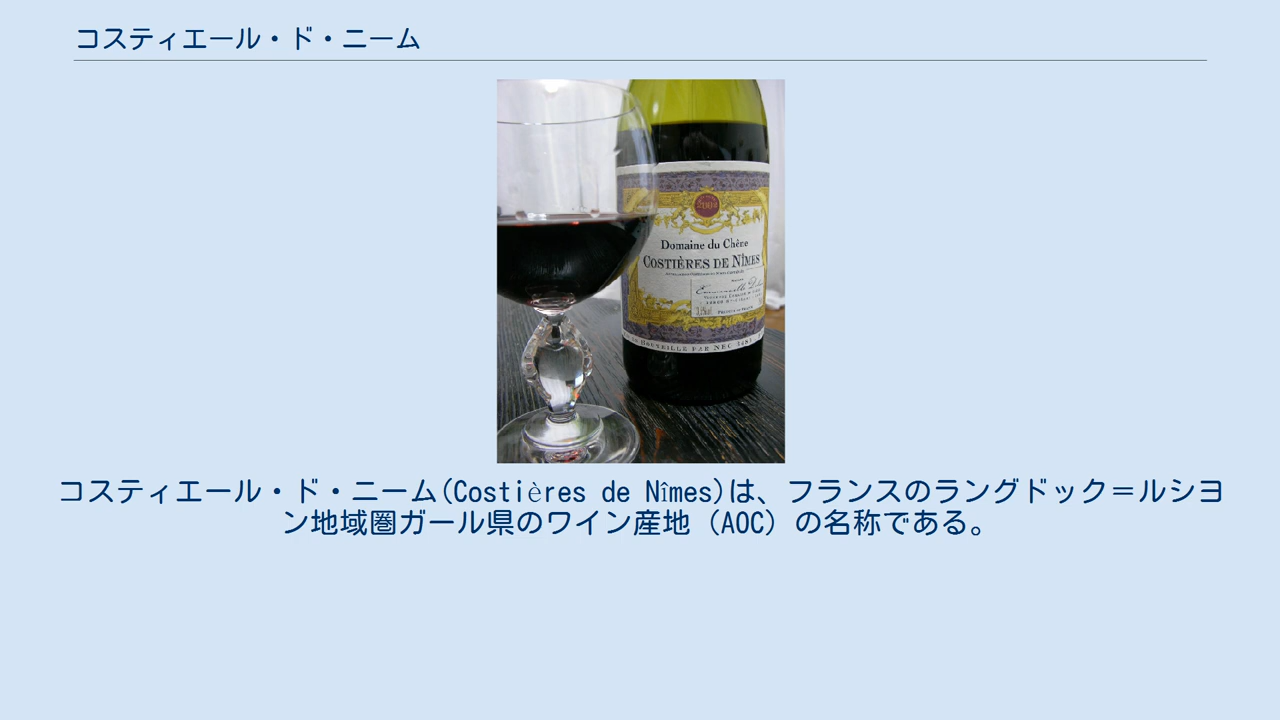 コスティエール・ド・ニーム
Domaine du Chêne
COSTIÈRES DE NÎMES
コスティエール・ド・ニーム(Costières de Nîmes)は、フランスのラングドック＝ルシヨ
ン地域圏ガール県のワイン産地（AOC）の名称である。